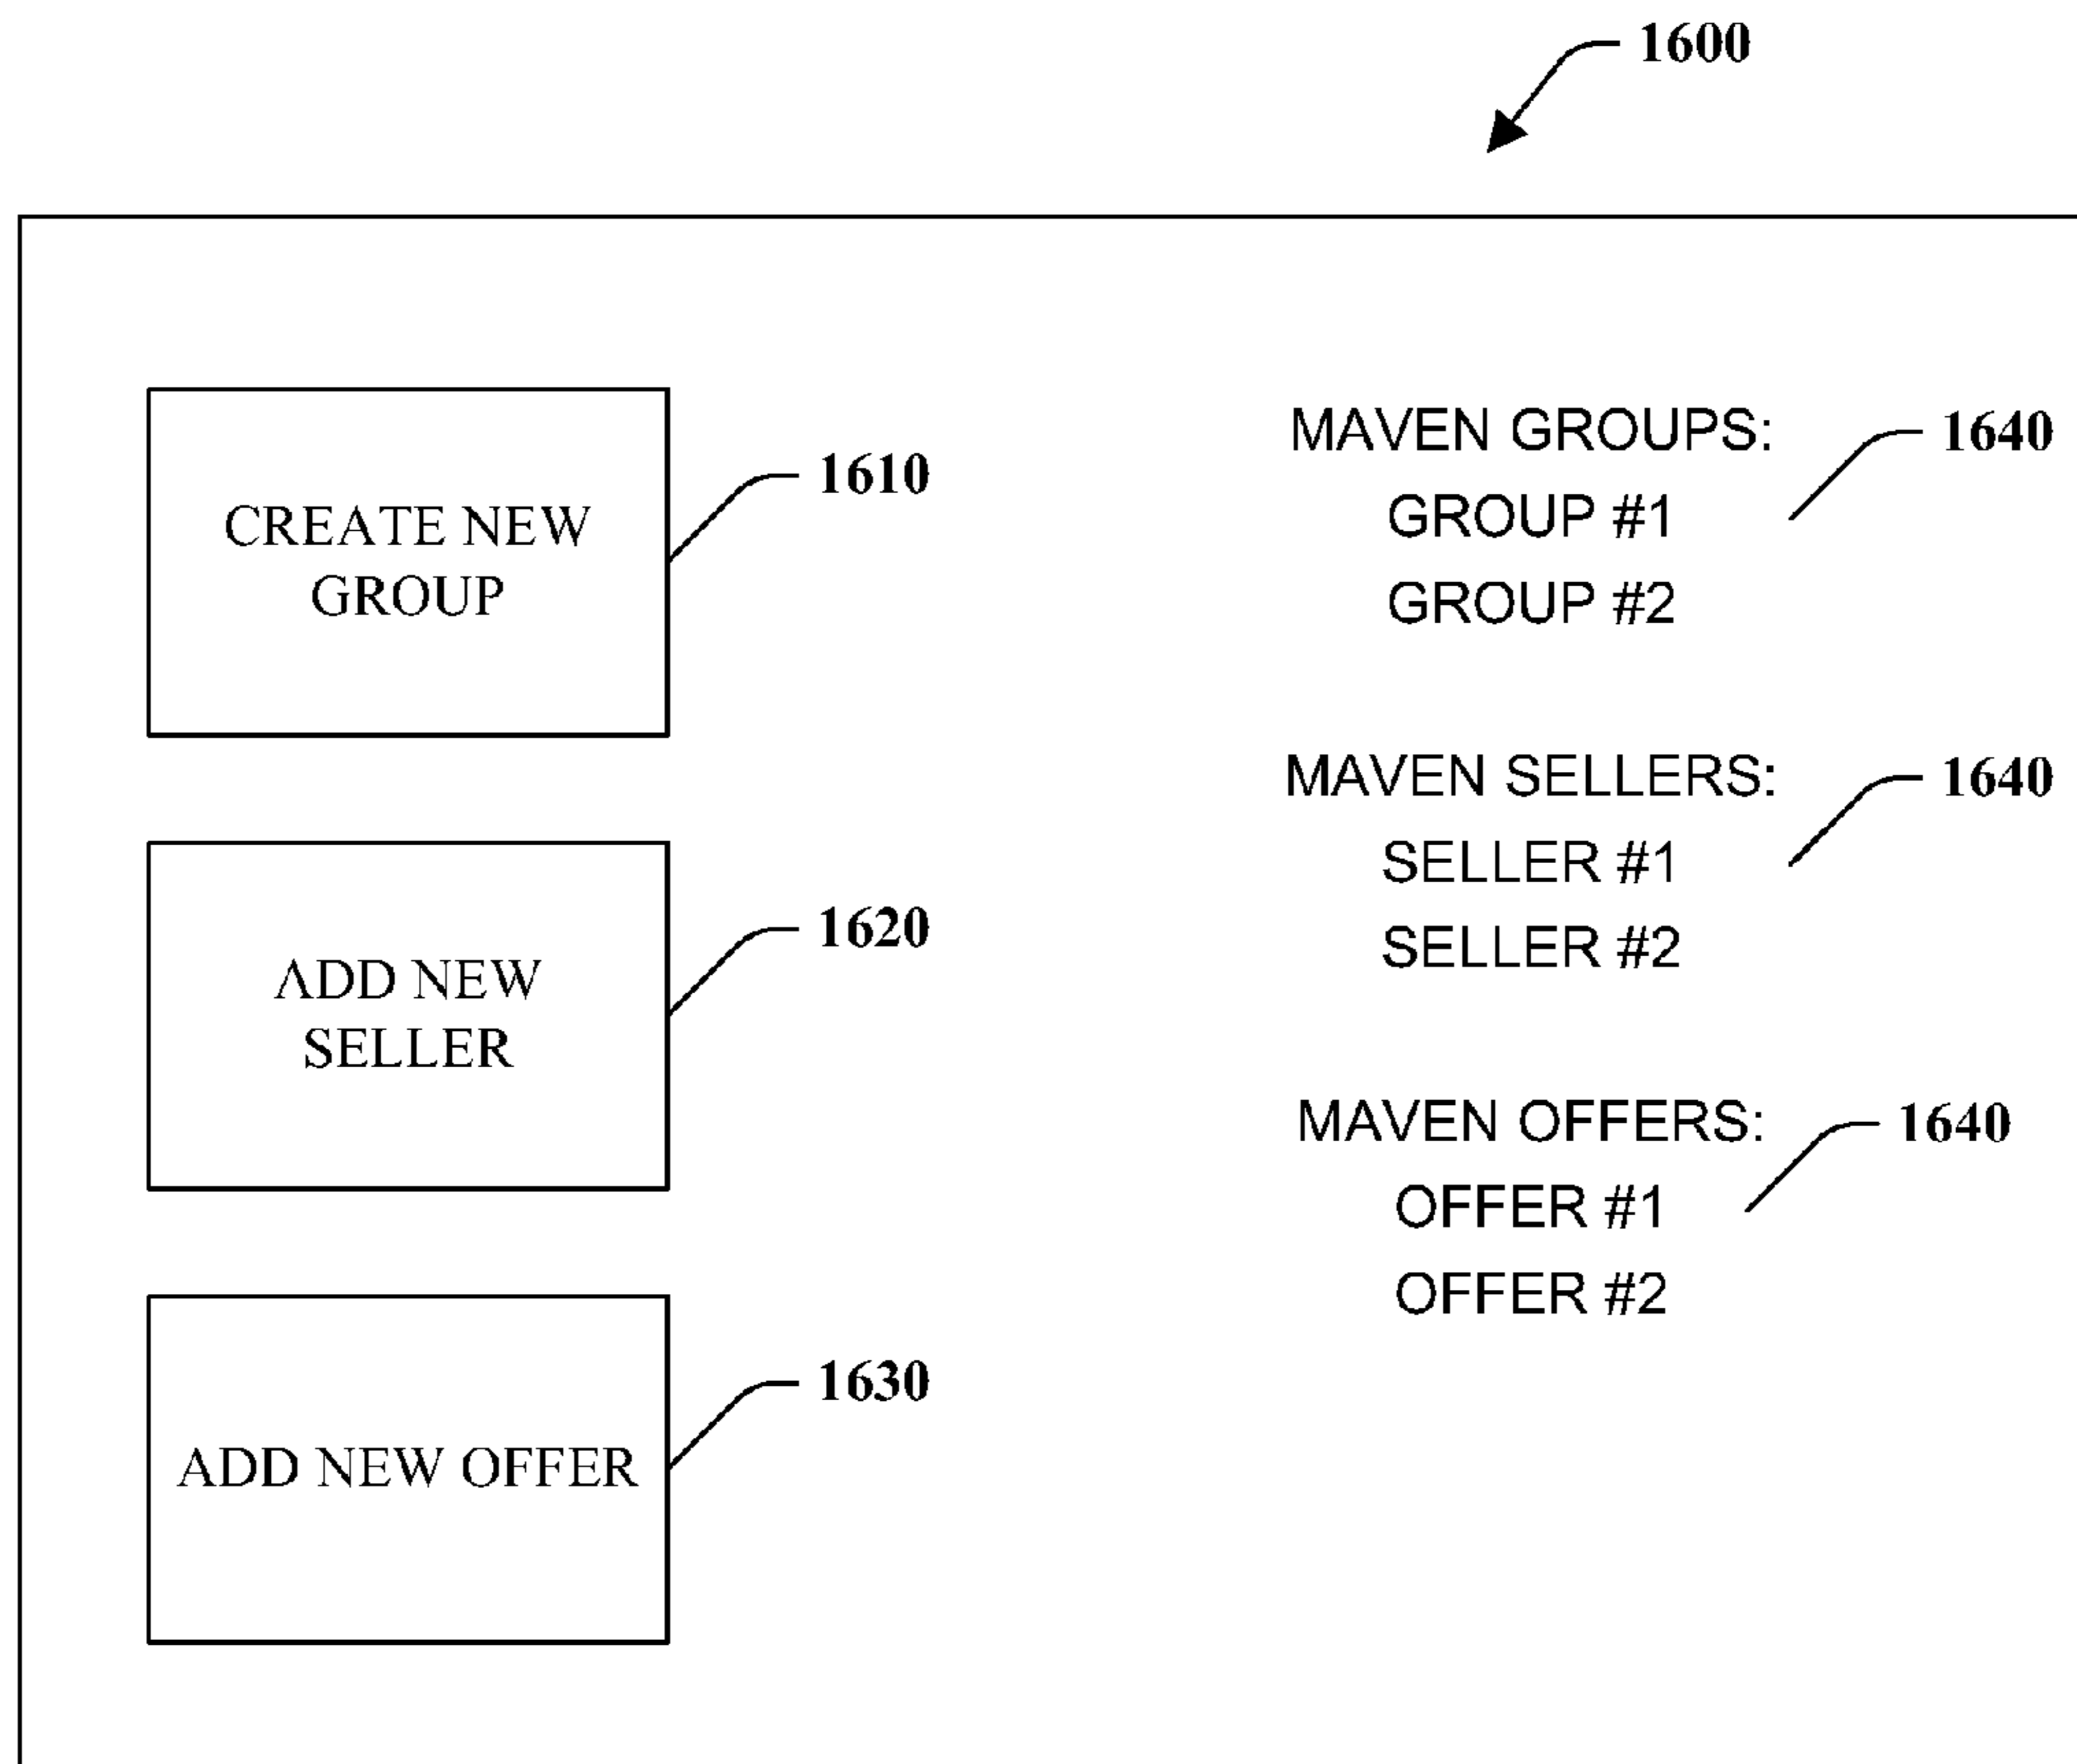 1600
CREATE NEW
GROUP
1610
ADD NEW
SELLER
1620
ADD NEW OFFER
1630
MAVEN GROUPS:
1640
GROUP #1
GROUP #2
MAVEN SELLERS:
1640
SELLER #1
SELLER #2
MAVEN OFFERS:
1640
OFFER #1
OFFER #2